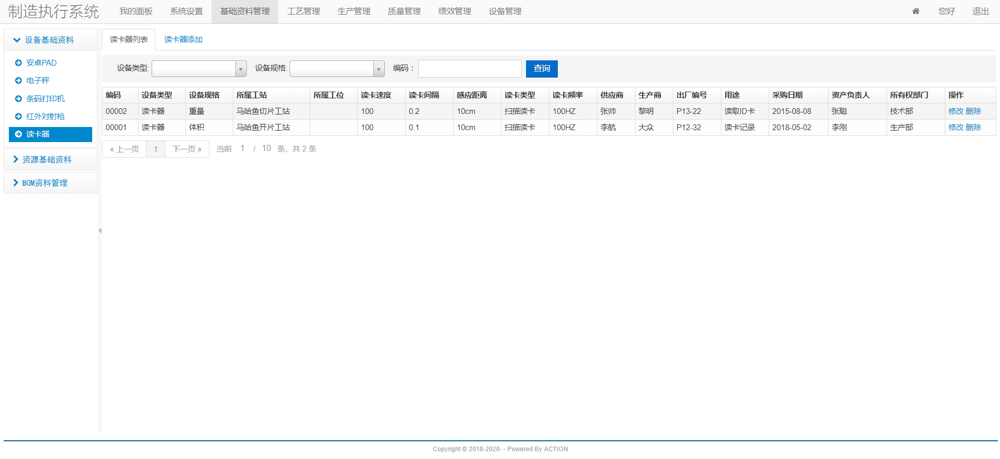 制造执行系统 我的面板 系统设置 基础资料管理 工艺管理 生产管理 质量管理 绩效管理 设备管理 您好 退出
设备基础资料
安卓PAD
电子秤
条码打印机
红外对射枪
读卡器
资源基础资料
BOM资料管理
读卡器列表 读卡器添加
设备类型: 设备规格: 编码： 查询
编码 设备类型 设备规格 所属工站 所属工位 读卡速度 读卡间隔 感应距离 读卡类型 读卡频率 供应商 生产商 出厂编号 用途 采购日期 资产负责人 所有权部门 操作
00002 读卡器 重量 马哈鱼切片工站 100 0.2 10cm 扫描读卡 100HZ 张帅 黎明 P13-22 读取ID卡 2015-08-08 张聪 技术部 修改 删除
00001 读卡器 体积 马哈鱼开片工站 100 0.1 10cm 扫描读卡 100HZ 李航 大众 P12-32 读卡记录 2018-05-02 李刚 生产部 修改 删除
« 上一页 1 下一页 » 当前 1 / 10 条，共 2 条
Copyright © 2018-2020- - Powered By ACTION